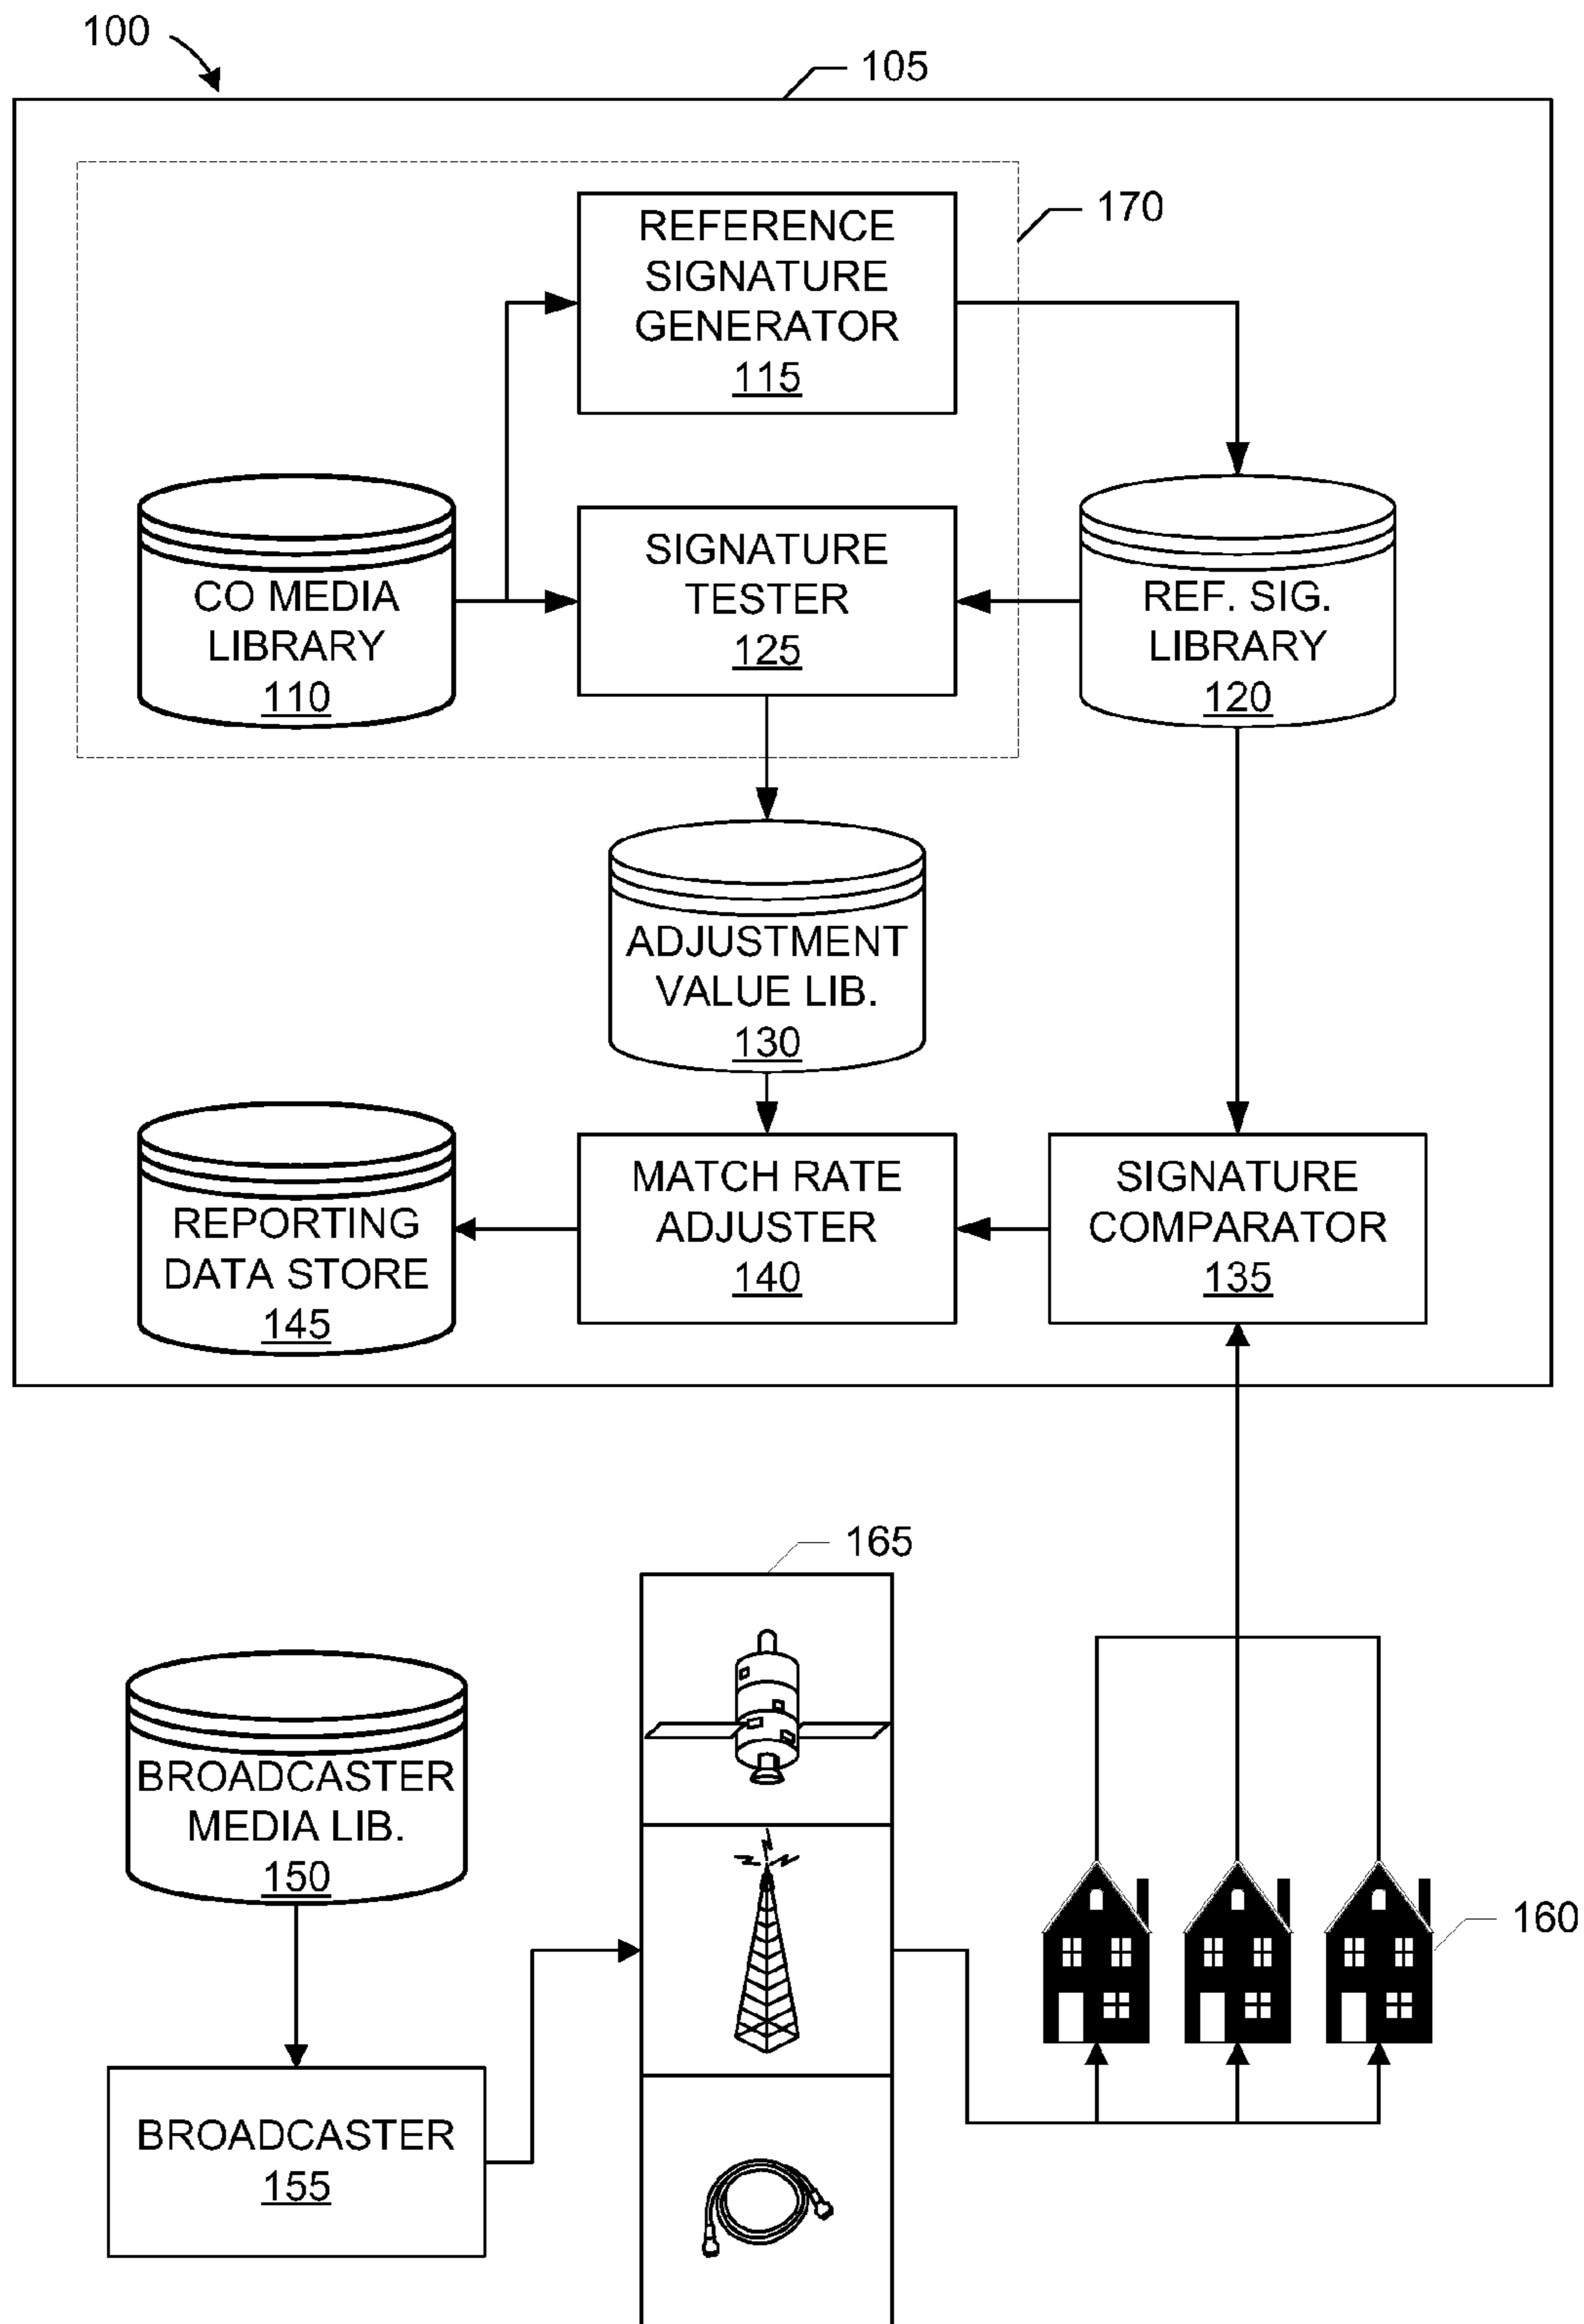 100
105
170
REFERENCE
SIGNATURE
GENERATOR
115
CO MEDIA
LIBRARY
110
SIGNATURE
TESTER
125
REF. SIG.
LIBRARY
120
ADJUSTMENT
VALUE LIB.
130
REPORTING
DATA STORE
145
MATCH RATE
ADJUSTER
140
SIGNATURE
COMPARATOR
135
165
BROADCASTER
MEDIA LIB.
150
160
BROADCASTER
155